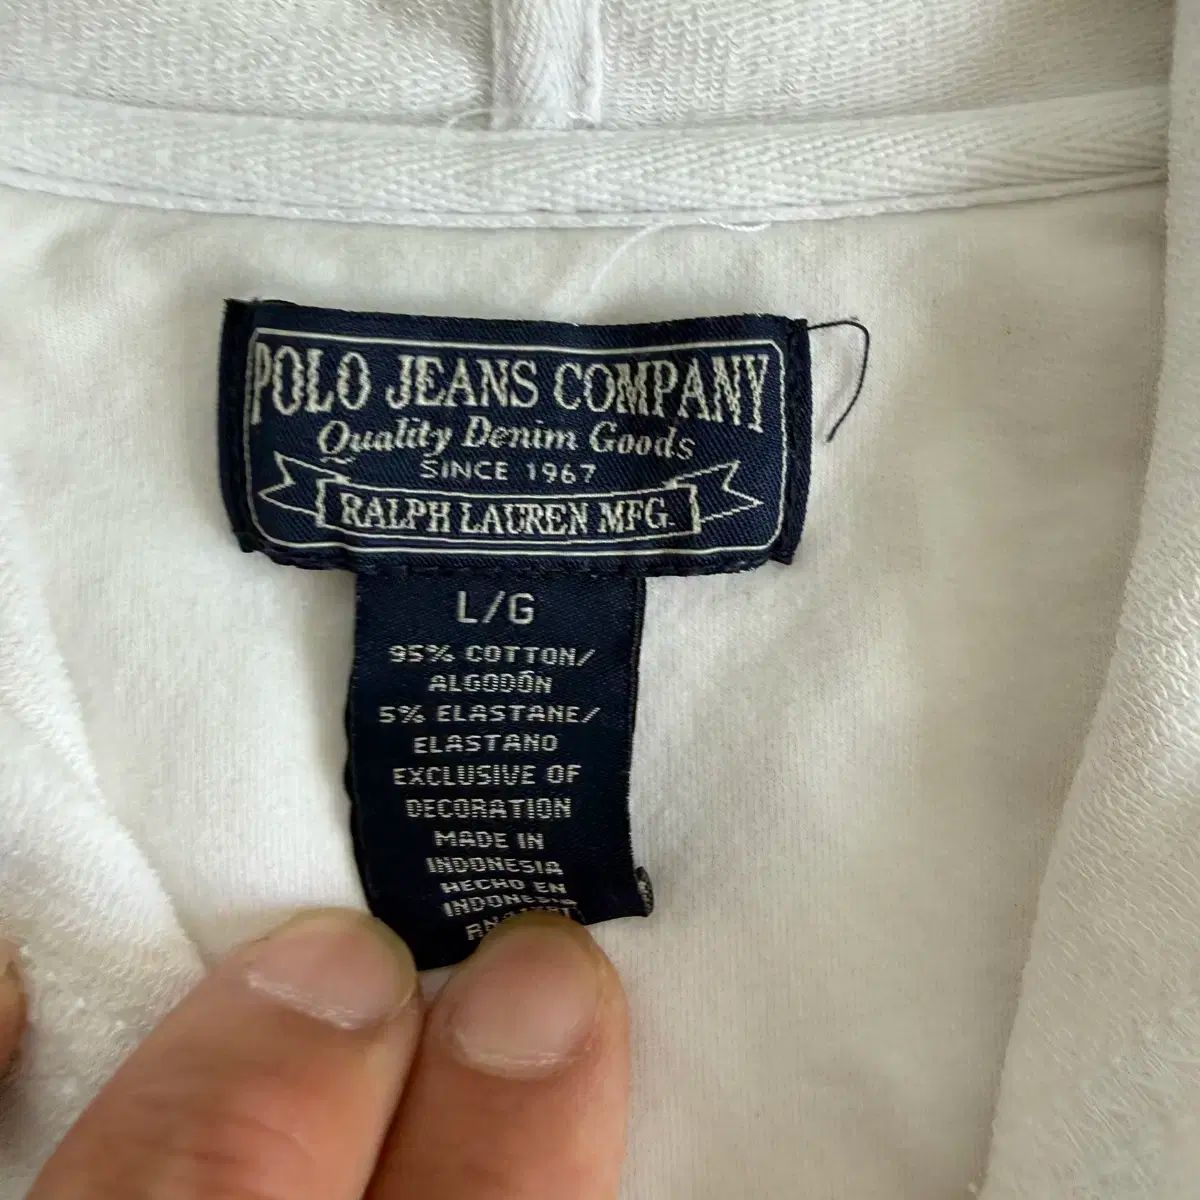 POLO JEANS COMPANY
Quality Denim Goods
SINCE 1967
RALPH LAUREN MFG.
L/G
95% COTTON/
ALGODÓN
5% ELASTANE/
ELASTANO
EXCLUSIVE OF
DECORATION
MADE IN
INDONESIA
HECHO EN
INDONESIA